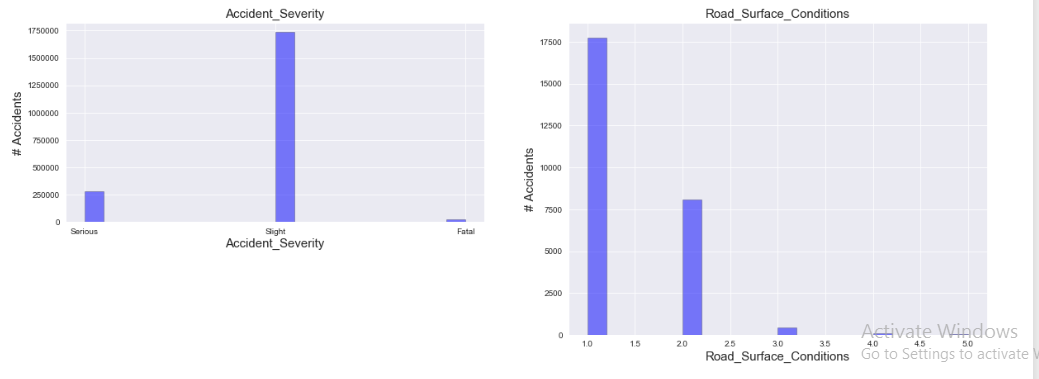 Accident_Severity
1750000
1500000
1250000
1000000
750000
500000
250000
0
# Accidents
Serious Slight Fatal
Accident_Severity
Road_Surface_Conditions
17500
15000
12500
10000
7500
5000
2500
0
# Accidents
1.0 1.5 2.0 2.5 3.0 3.5 4.0 4.5 5.0
Road_Surface_Conditions
Activate Windows
Go to Settings to activate W